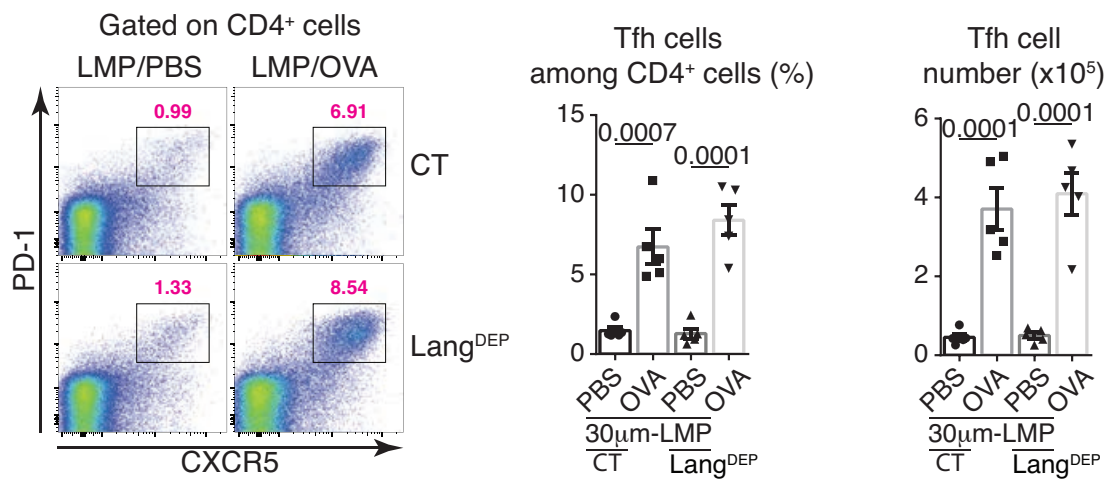 Gated on CD4⁺ cells
LMP/PBS LMP/OVA
0.99 6.91
CT
1.33 8.54
Lang^DEP
PD-1
CXCR5
Tfh cells
among CD4⁺ cells (%)
15
10
5
0
0.0007
0.0001
PBS OVA PBS OVA
30µm-LMP
CT Lang^DEP
Tfh cell
number (x10⁵)
6
4
2
0
0.0001
0.0001
PBS OVA PBS OVA
30µm-LMP
CT Lang^DEP